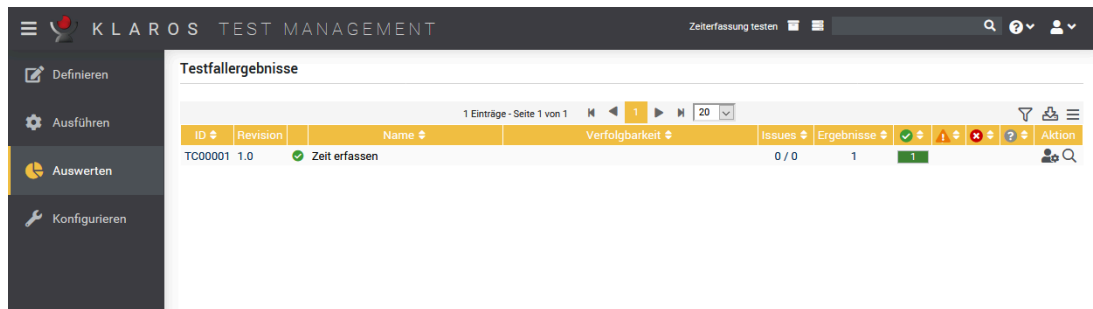 KLAROS TEST MANAGEMENT
Zeiterfassung testen
Definieren
Ausführen
Auswerten
Konfigurieren
Testfallergebnisse
1 Einträge - Seite 1 von 1 1 20
ID Revision Name Verfolgbarkeit Issues Ergebnisse Aktion
TC00001 1.0 Zeit erfassen 0 / 0 1 1